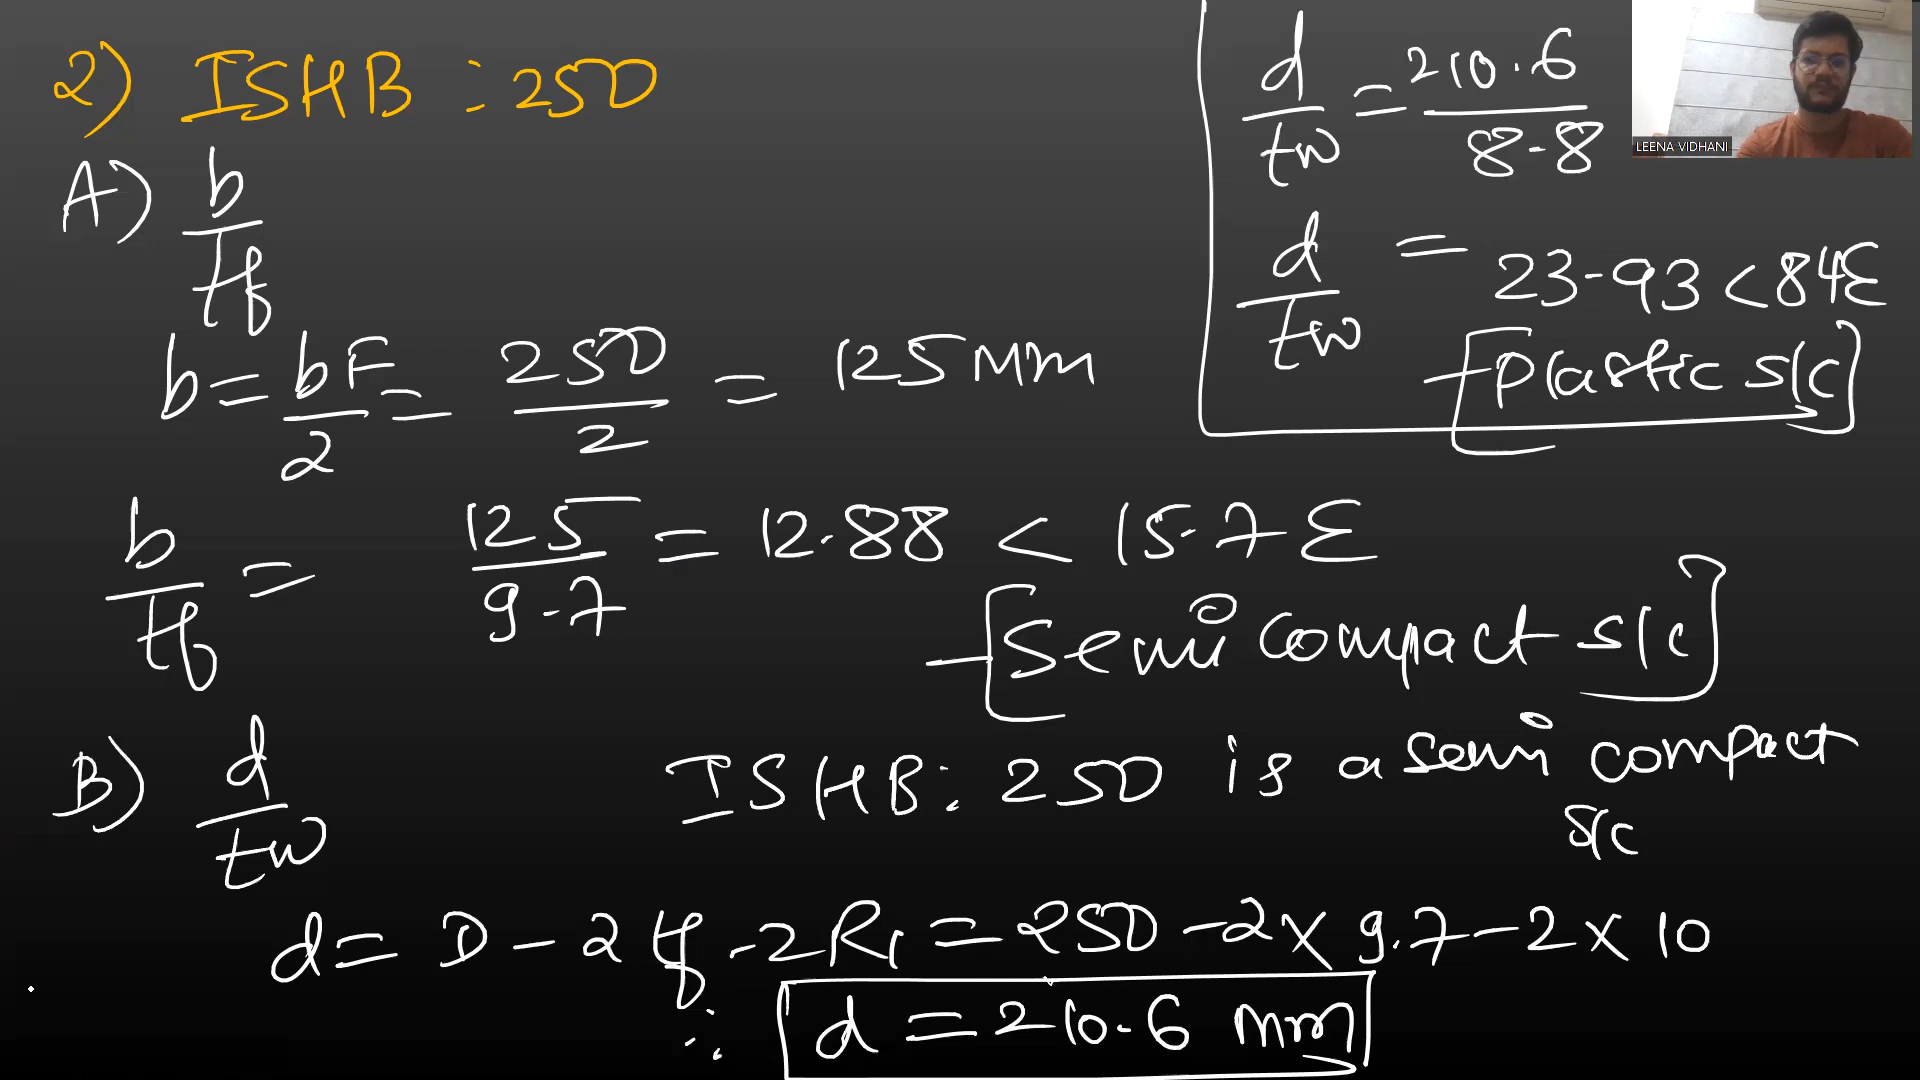 2) ISHB : 250
A) b/tf
b = bF/2 = 250/2 = 125 MM
b/tf = 125/9.7 = 12.88 < 15.7 ε
- [Semi compact s/c]
B) d/tw
ISHB : 250 is a semi compact s/c
d = D - 2tf - 2R1 = 250 - 2 x 9.7 - 2 x 10
∴ d = 210.6 mm
d/tw = 210.6/8.8
d/tw = 23.93 < 84ε
- [Plastic s/c]
LEENA VIDHANI